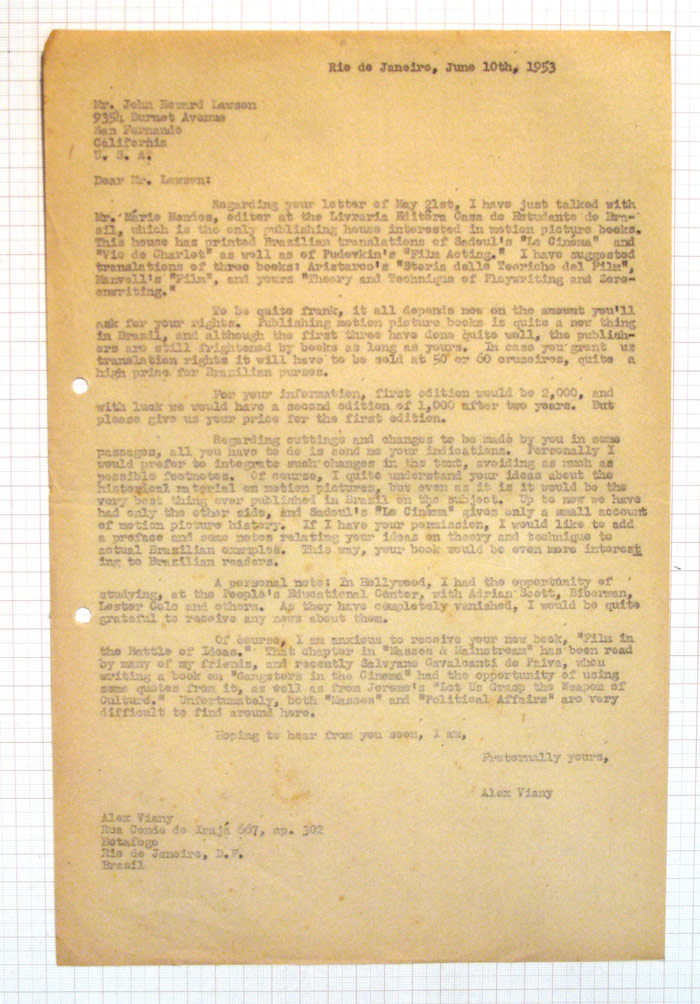 Rio de Janeiro, June 10th, 1953
Mr. John Howard Lawson
9354 Burnet Avenue
San Fernando
California
U. S. A.
Dear Mr. Lawson:
Regarding your letter of May 21st, I have just talked with
Mr. Mário Mendes, editor at the Livraria Editôra Casa do Estudante do Bra-
sil, which is the only publishing house interested in motion picture books.
This house has printed Brazilian translations of Sadoul's "Le Cinéma" and
"Vie de Charlot" as well as of Pudovkin's "Film Acting." I have suggested
translations of three books: Aristarco's "Storia delle Teoriche del Film",
Manvell's "Film", and yours "Theory and Technique of Playwriting and Scre-
enwriting."
To be quite frank, it all depends now on the amount you'll
ask for your rights. Publishing motion picture books is quite a new thing
in Brazil, and although the first three have done quite well, the publish-
ers are still frightened by books as long as yours. In case you grant us
translation rights it will have to be sold at 50 or 60 cruzeiros, quite a
high price for Brazilian purses.
For your information, first edition would be 2,000, and
with luck we would have a second edition of 1,000 after two years. But
please give us your price for the first edition.
Regarding cuttings and changes to be made by you in some
passages, all you have to do is send me your indications. Personally I
would prefer to integrate such changes in the text, avoiding as much as
possible footnotes. Of course, I quite understand your ideas about the
historical material on motion pictures, but even as it is it would be the
very best thing ever published in Brazil on the subject. Up to now we have
had only the other side, and Sadoul's "Le Cinéma" gives only a small account
of motion picture history. If I have your permission, I would like to add
a preface and some notes relating your ideas on theory and technique to
actual Brazilian examples. This way, your book would be even more interest
ing to Brazilian readers.
A personal note: In Hollywood, I had the opportunity of
studying, at the People's Educational Center, with Adrian Scott, Biberman,
Lester Cole and others. As they have completely vanished, I would be quite
grateful to receive any news about them.
Of course, I am anxious to receive your new book, "Film in
the Battle of Ideas." That chapter in "Masses & Mainstream" has been read
by many of my friends, and recently Salvyano Cavalcanti de Paiva, when
writing a book on "Gangsters in the Cinema" had the opportunity of using
some quotes from it, as well as from Jerome's "Let Us Grasp the Weapon of
Culture." Unfortunately, both "Masses" and "Political Affairs" are very
difficult to find around here.
Hoping to hear from you soon, I am,
Fraternally yours,
Alex Viany
Alex Viany
Rua Conde de Irajá 667, ap. 302
Botafogo
Rio de Janeiro, D.F.
Brasil